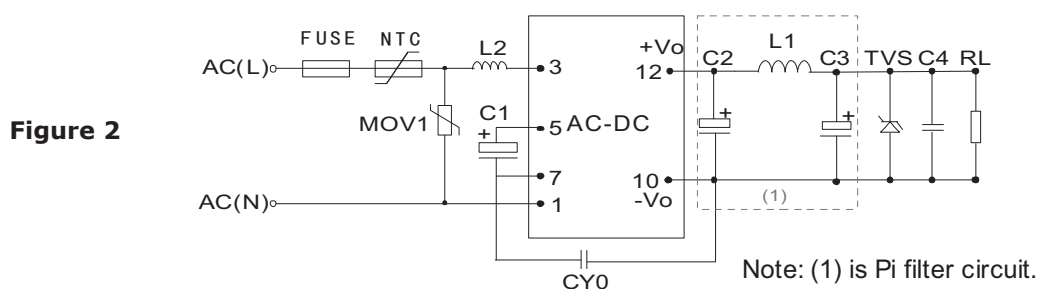 Figure 2
FUSE NTC L2
AC(L)
MOV1
C1
+
AC(N)
3
5
7
1
AC-DC
+Vo
12
10
-Vo
CY0
C2 L1 C3 TVS C4 RL
+
+
(1)
Note: (1) is Pi filter circuit.